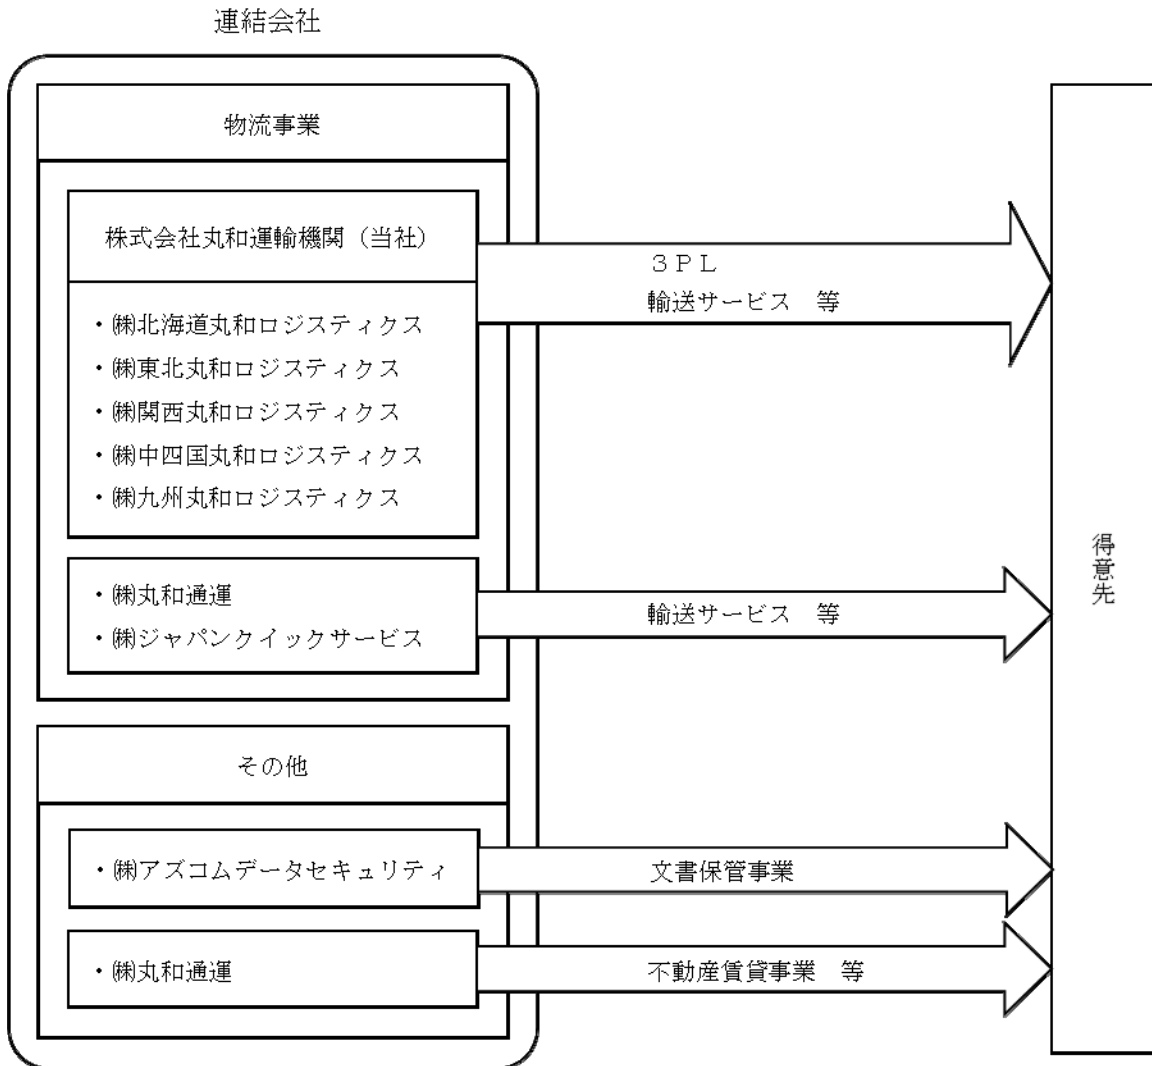 連結会社
物流事業
株式会社丸和運輸機関（当社）
・㈱北海道丸和ロジスティクス
・㈱東北丸和ロジスティクス
・㈱関西丸和ロジスティクス
・㈱中四国丸和ロジスティクス
・㈱九州丸和ロジスティクス
３ＰＬ
輸送サービス　等
・㈱丸和通運
・㈱ジャパンクイックサービス
輸送サービス　等
その他
・㈱アズコムデータセキュリティ
文書保管事業
・㈱丸和通運
不動産賃貸事業　等
得意先